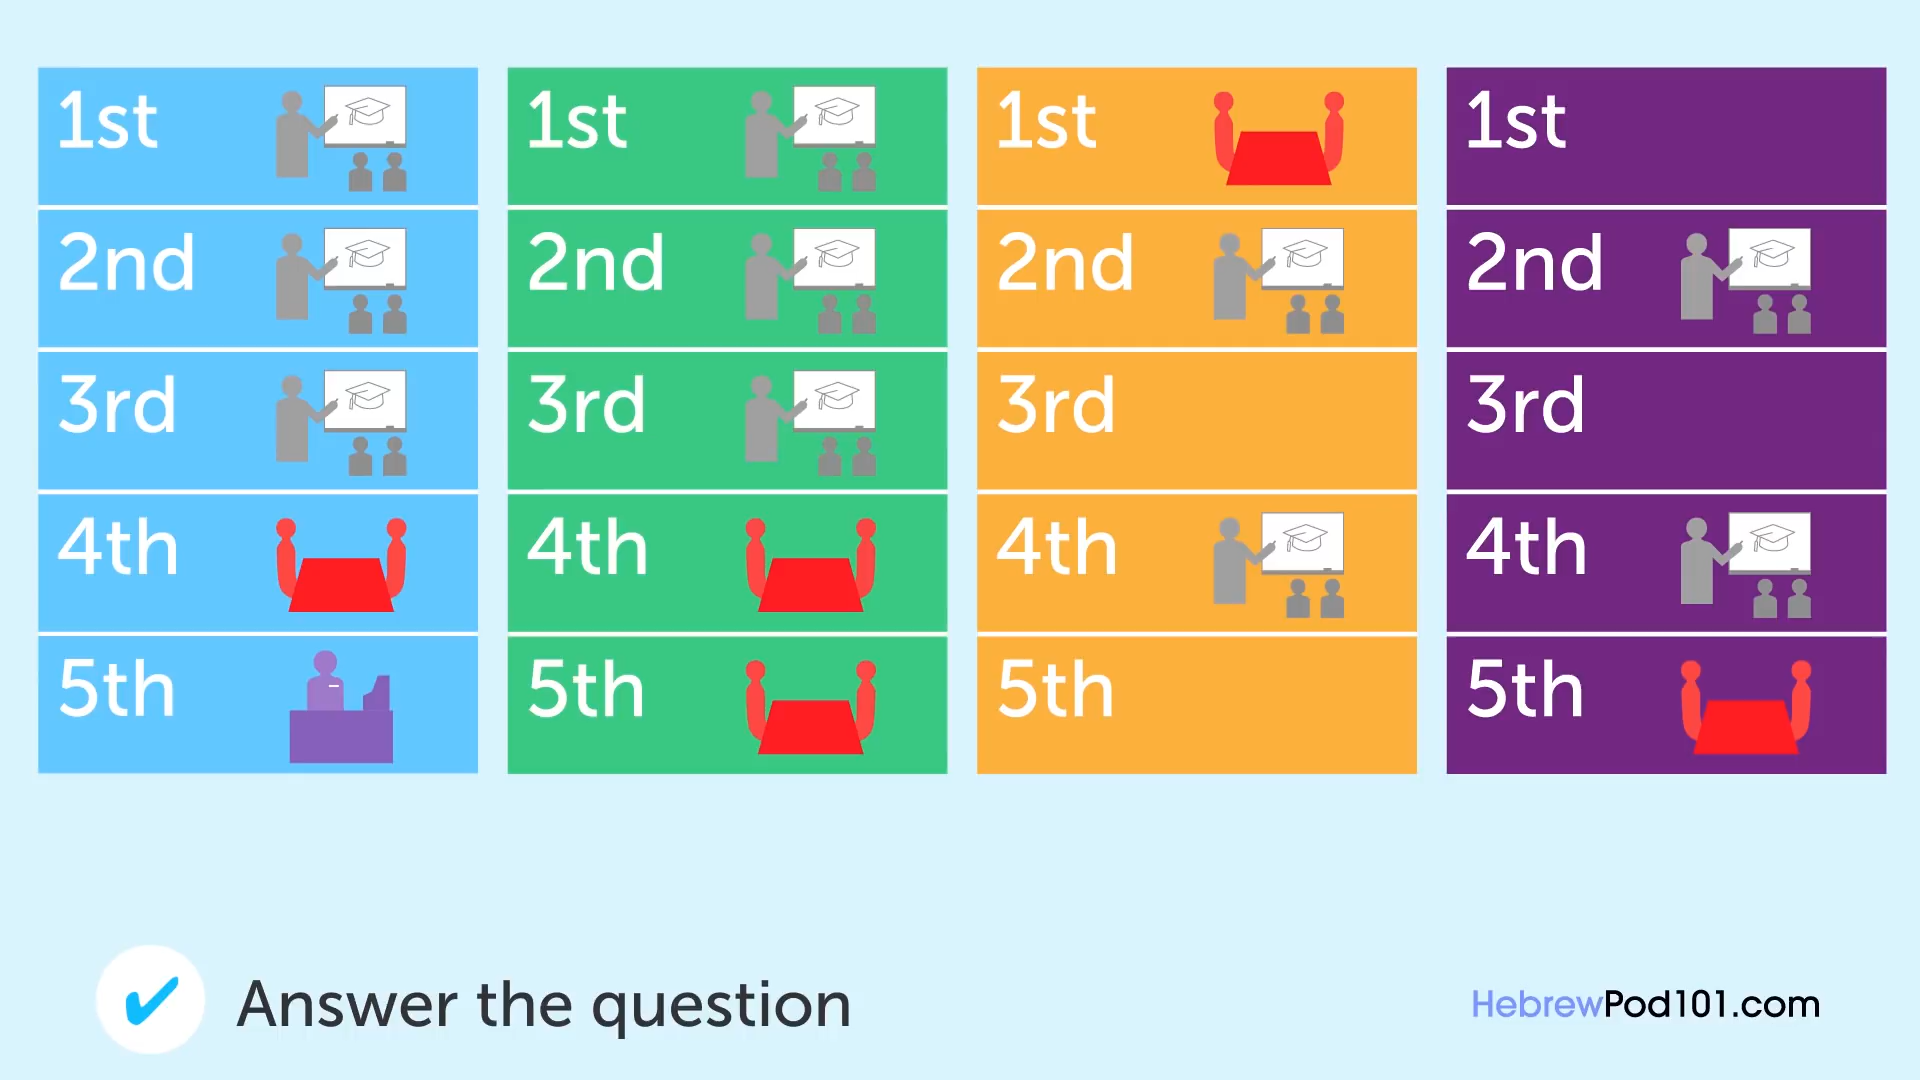 1st
2nd
3rd
4th
5th
1st
2nd
3rd
4th
5th
1st
2nd
3rd
4th
5th
1st
2nd
3rd
4th
5th
Answer the question
HebrewPod101.com